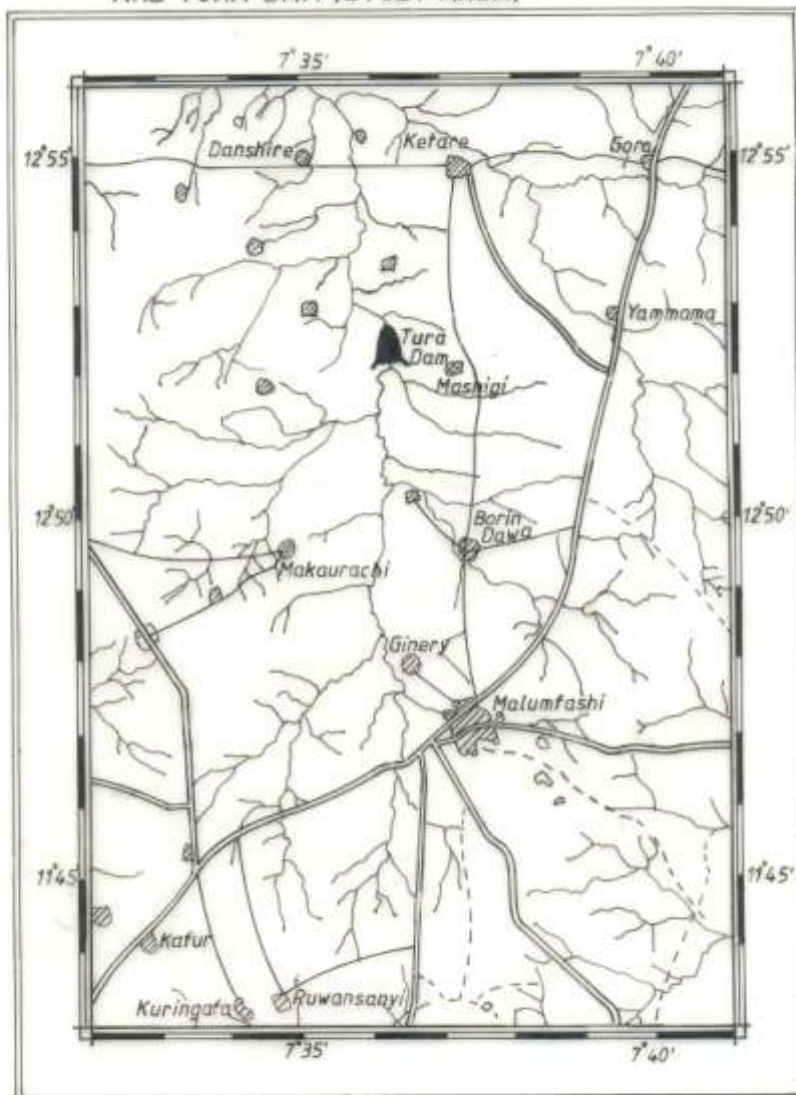 7°35'
7°40'
12°55'
Danshire
Ketare
Gora
12°55'
Yammama
Tura
Dam
Mashigi
12°50'
Borin
Dawa
12°50'
Makaurachi
Ginery
Malumfashi
11°45'
11°45'
Kafur
Kuringafa
Ruwansanyi
7°35'
7°40'